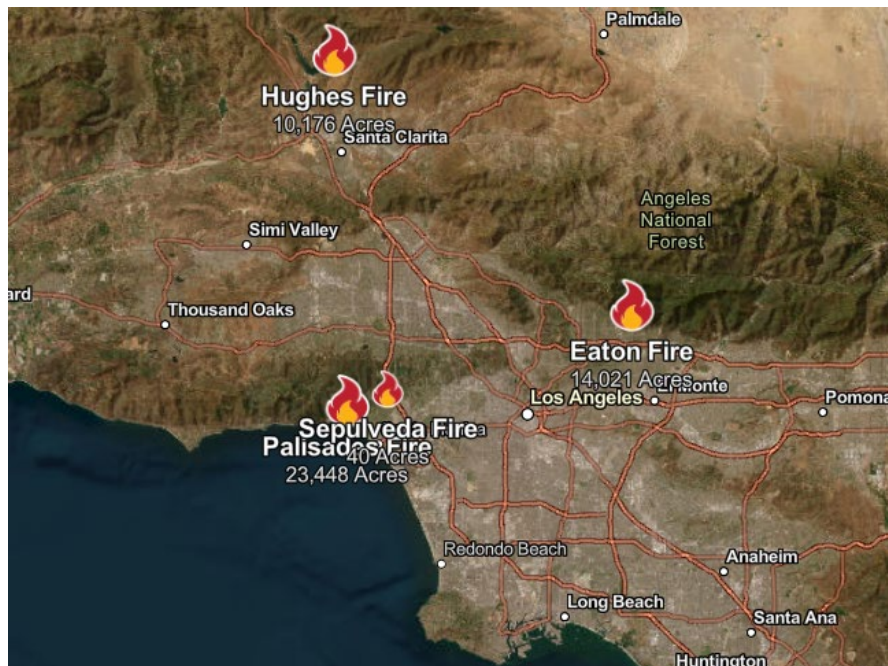 Palmdale
Hughes Fire
10,176 Acres
Santa Clarita
Angeles
National
Forest
Simi Valley
Thousand Oaks
Eaton Fire
14,021 Acres
Los Angeles
Pomona
Sepulveda Fire
Palisades Fire
40 Acres
23,448 Acres
Redondo Beach
Anaheim
Long Beach
Santa Ana
Huntington